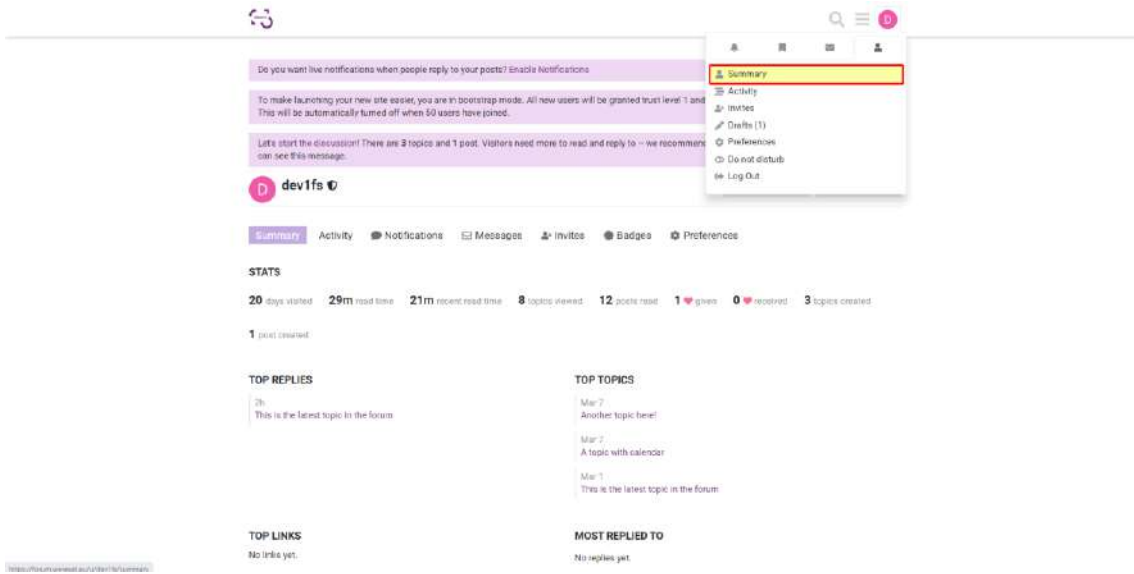 D
Do you want live notifications when people reply to your posts? Enable Notifications
To make launching your new site easier, you are in bootstrap mode. All new users will be granted trust level 1 and
This will be automatically turned off when 50 users have joined.
Let's start the discussion! There are 3 topics and 1 post. Visitors need more to read and reply to – we recommend
can see this message.
Summary
Activity
Invites
Drafts (1)
Preferences
Do not disturb
Log Out
D dev1fs
Summary Activity Notifications Messages Invites Badges Preferences
STATS
20 days visited 29m read time 21m recent read time 8 topics viewed 12 posts read 1 given 0 received 3 topics created
1 post created
TOP REPLIES
2h
This is the latest topic in the forum
TOP TOPICS
Mar 7
Another topic here!
Mar 7
A topic with calendar
Mar 1
This is the latest topic in the forum
TOP LINKS
No links yet.
MOST REPLIED TO
No replies yet.